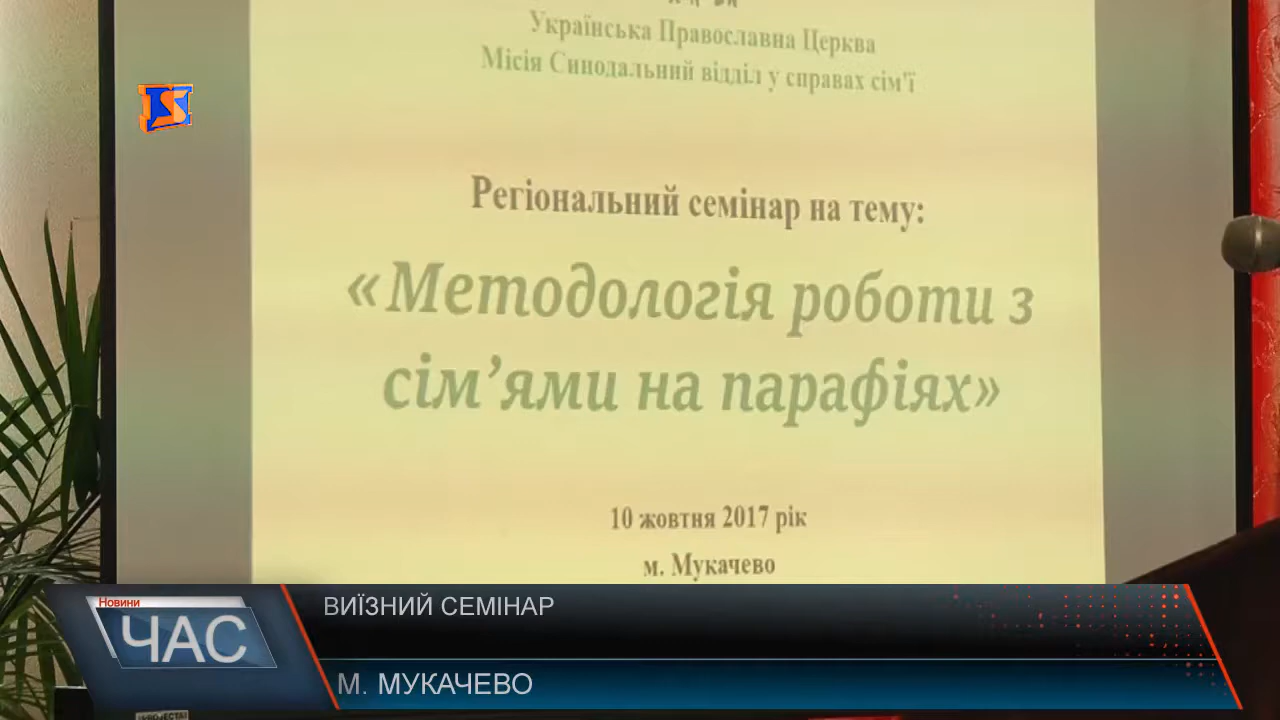 Українська Православна Церква
Місія Синодальний відділ у справах сім'ї
Регіональний семінар на тему:
«Методологія роботи з
сім’ями на парафіях»
10 жовтня 2017 рік
м. Мукачево
Новини
ЧАС
ВИЇЗНИЙ СЕМІНАР
М. МУКАЧЕВО